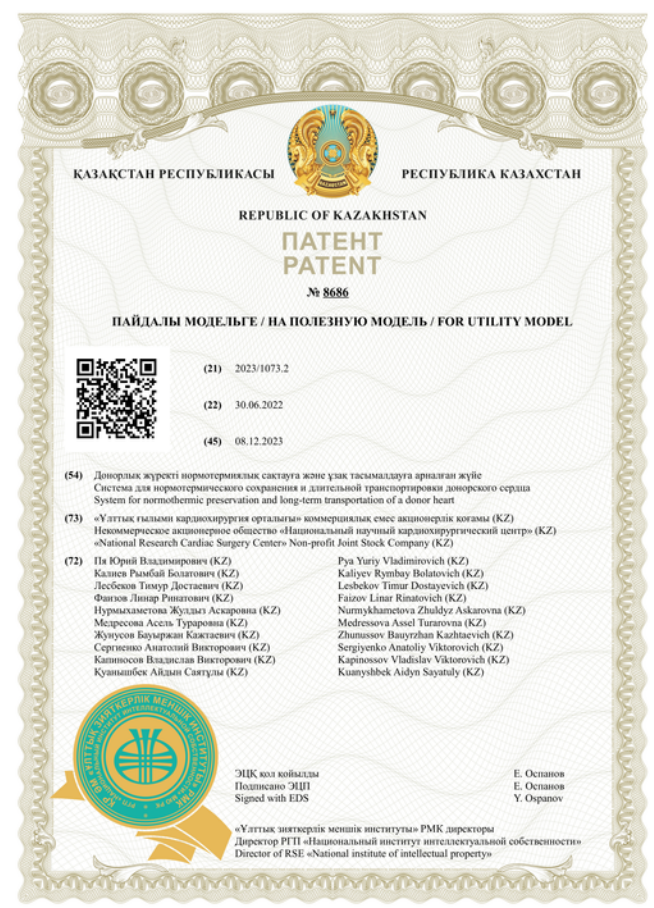 ҚАЗАҚСТАН РЕСПУБЛИКАСЫ
РЕСПУБЛИКА КАЗАХСТАН
REPUBLIC OF KAZAKHSTAN
ПАТЕНТ
PATENT
№ 8686
ПАЙДАЛЫ МОДЕЛЬГЕ / НА ПОЛЕЗНУЮ МОДЕЛЬ / FOR UTILITY MODEL
(21) 2023/1073.2
(22) 30.06.2022
(45) 08.12.2023
(54) Донорлық жүректі нормотермиялық сақтауға және ұзақ тасымалдауға арналған жүйе
Система для нормотермического сохранения и длительной транспортировки донорского сердца
System for normothermic preservation and long-term transportation of a donor heart
(73) «Ұлттық ғылыми кардиохирургия орталығы» коммерциялық емес акционерлік қоғамы (KZ)
Некоммерческое акционерное общество «Национальный научный кардиохирургический центр» (KZ)
«National Research Cardiac Surgery Center» Non-profit Joint Stock Company (KZ)
(72) Пя Юрий Владимирович (KZ) Pya Yuriy Vladimirovich (KZ)
Калиев Рымбай Болатович (KZ) Kaliyev Rymbay Bolatovich (KZ)
Лесбеков Тимур Достаевич (KZ) Lesbekov Timur Dostayevich (KZ)
Фаизов Линар Ринатович (KZ) Faizov Linar Rinatovich (KZ)
Нурмыхаметова Жулдыз Аскаровна (KZ) Nurmykhametova Zhuldyz Askarovna (KZ)
Медресова Асель Тураровна (KZ) Medressova Assel Turarovna (KZ)
Жунусов Бауыржан Кажтаевич (KZ) Zhunussov Bauyrzhan Kazhtaevich (KZ)
Сергиенко Анатолий Викторович (KZ) Sergiyenko Anatoliy Viktorovich (KZ)
Капиносов Владислав Викторович (KZ) Kapinossov Vladislav Viktorovich (KZ)
Қуанышбек Айдын Саятұлы (KZ) Kuanyshbek Aidyn Sayatuly (KZ)
ҚР ӘМ «ҰЛТТЫҚ ЗИЯТКЕРЛІК МЕНШІК ИНСТИТУТЫ» РМК
ЭЦҚ қол қойылды Е. Оспанов
Подписано ЭЦП Е. Оспанов
Signed with EDS Y. Ospanov
«Ұлттық зияткерлік меншік институты» РМК директоры
Директор РГП «Национальный институт интеллектуальной собственности»
Director of RSE «National institute of intellectual property»